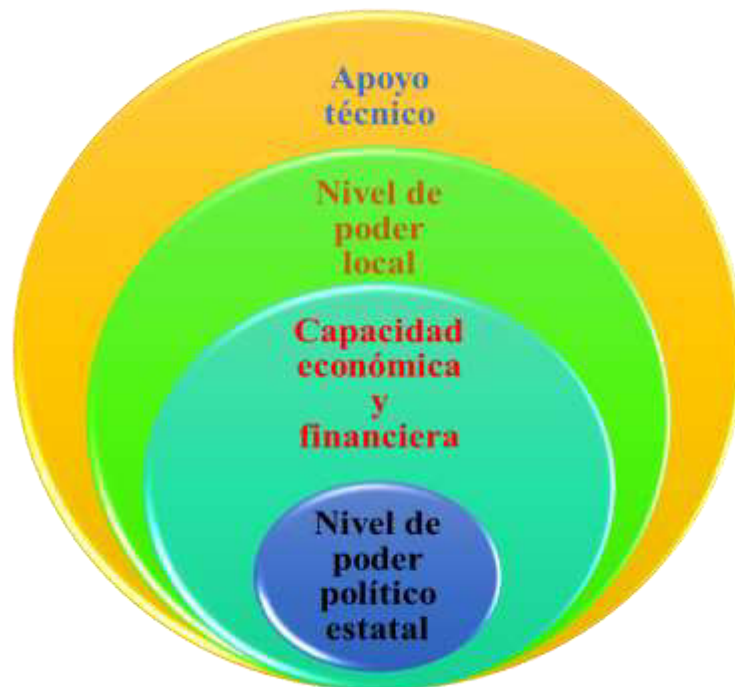 Apoyo
técnico
Nivel de
poder
local
Capacidad
económica
y
financiera
Nivel de
poder
político
estatal